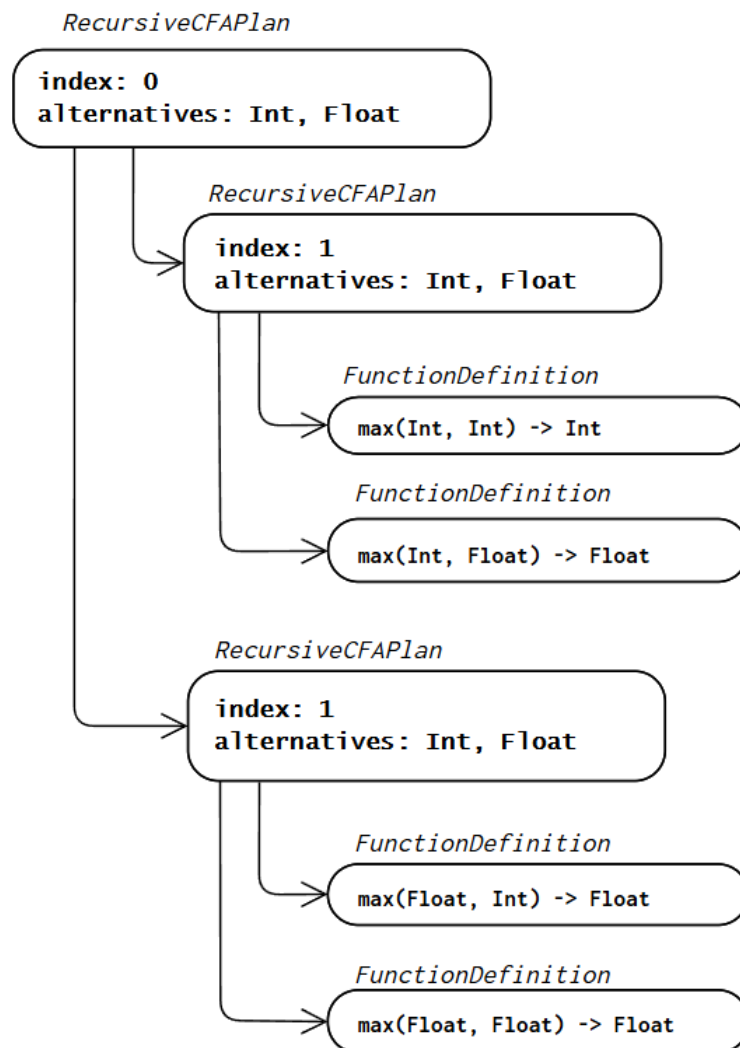 RecursiveCFAPlan
index: 0
alternatives: Int, Float
RecursiveCFAPlan
index: 1
alternatives: Int, Float
FunctionDefinition
max(Int, Int) -> Int
FunctionDefinition
max(Int, Float) -> Float
RecursiveCFAPlan
index: 1
alternatives: Int, Float
FunctionDefinition
max(Float, Int) -> Float
FunctionDefinition
max(Float, Float) -> Float